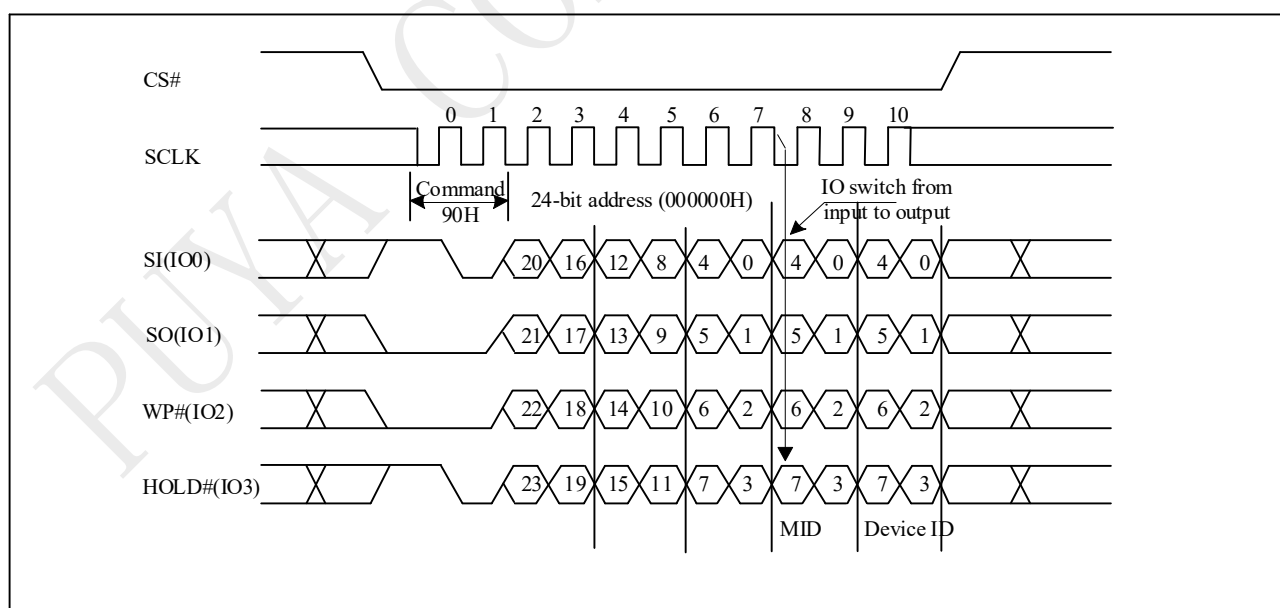 PUYA CO
CS#
0 1 2 3 4 5 6 7 8 9 10
SCLK
Command
90H
24-bit address (000000H)
IO switch from
input to output
SI(IO0)
20 16 12 8 4 0 4 0 4 0
SO(IO1)
21 17 13 9 5 1 5 1 5 1
WP#(IO2)
22 18 14 10 6 2 6 2 6 2
HOLD#(IO3)
23 19 15 11 7 3 7 3 7 3
MID Device ID